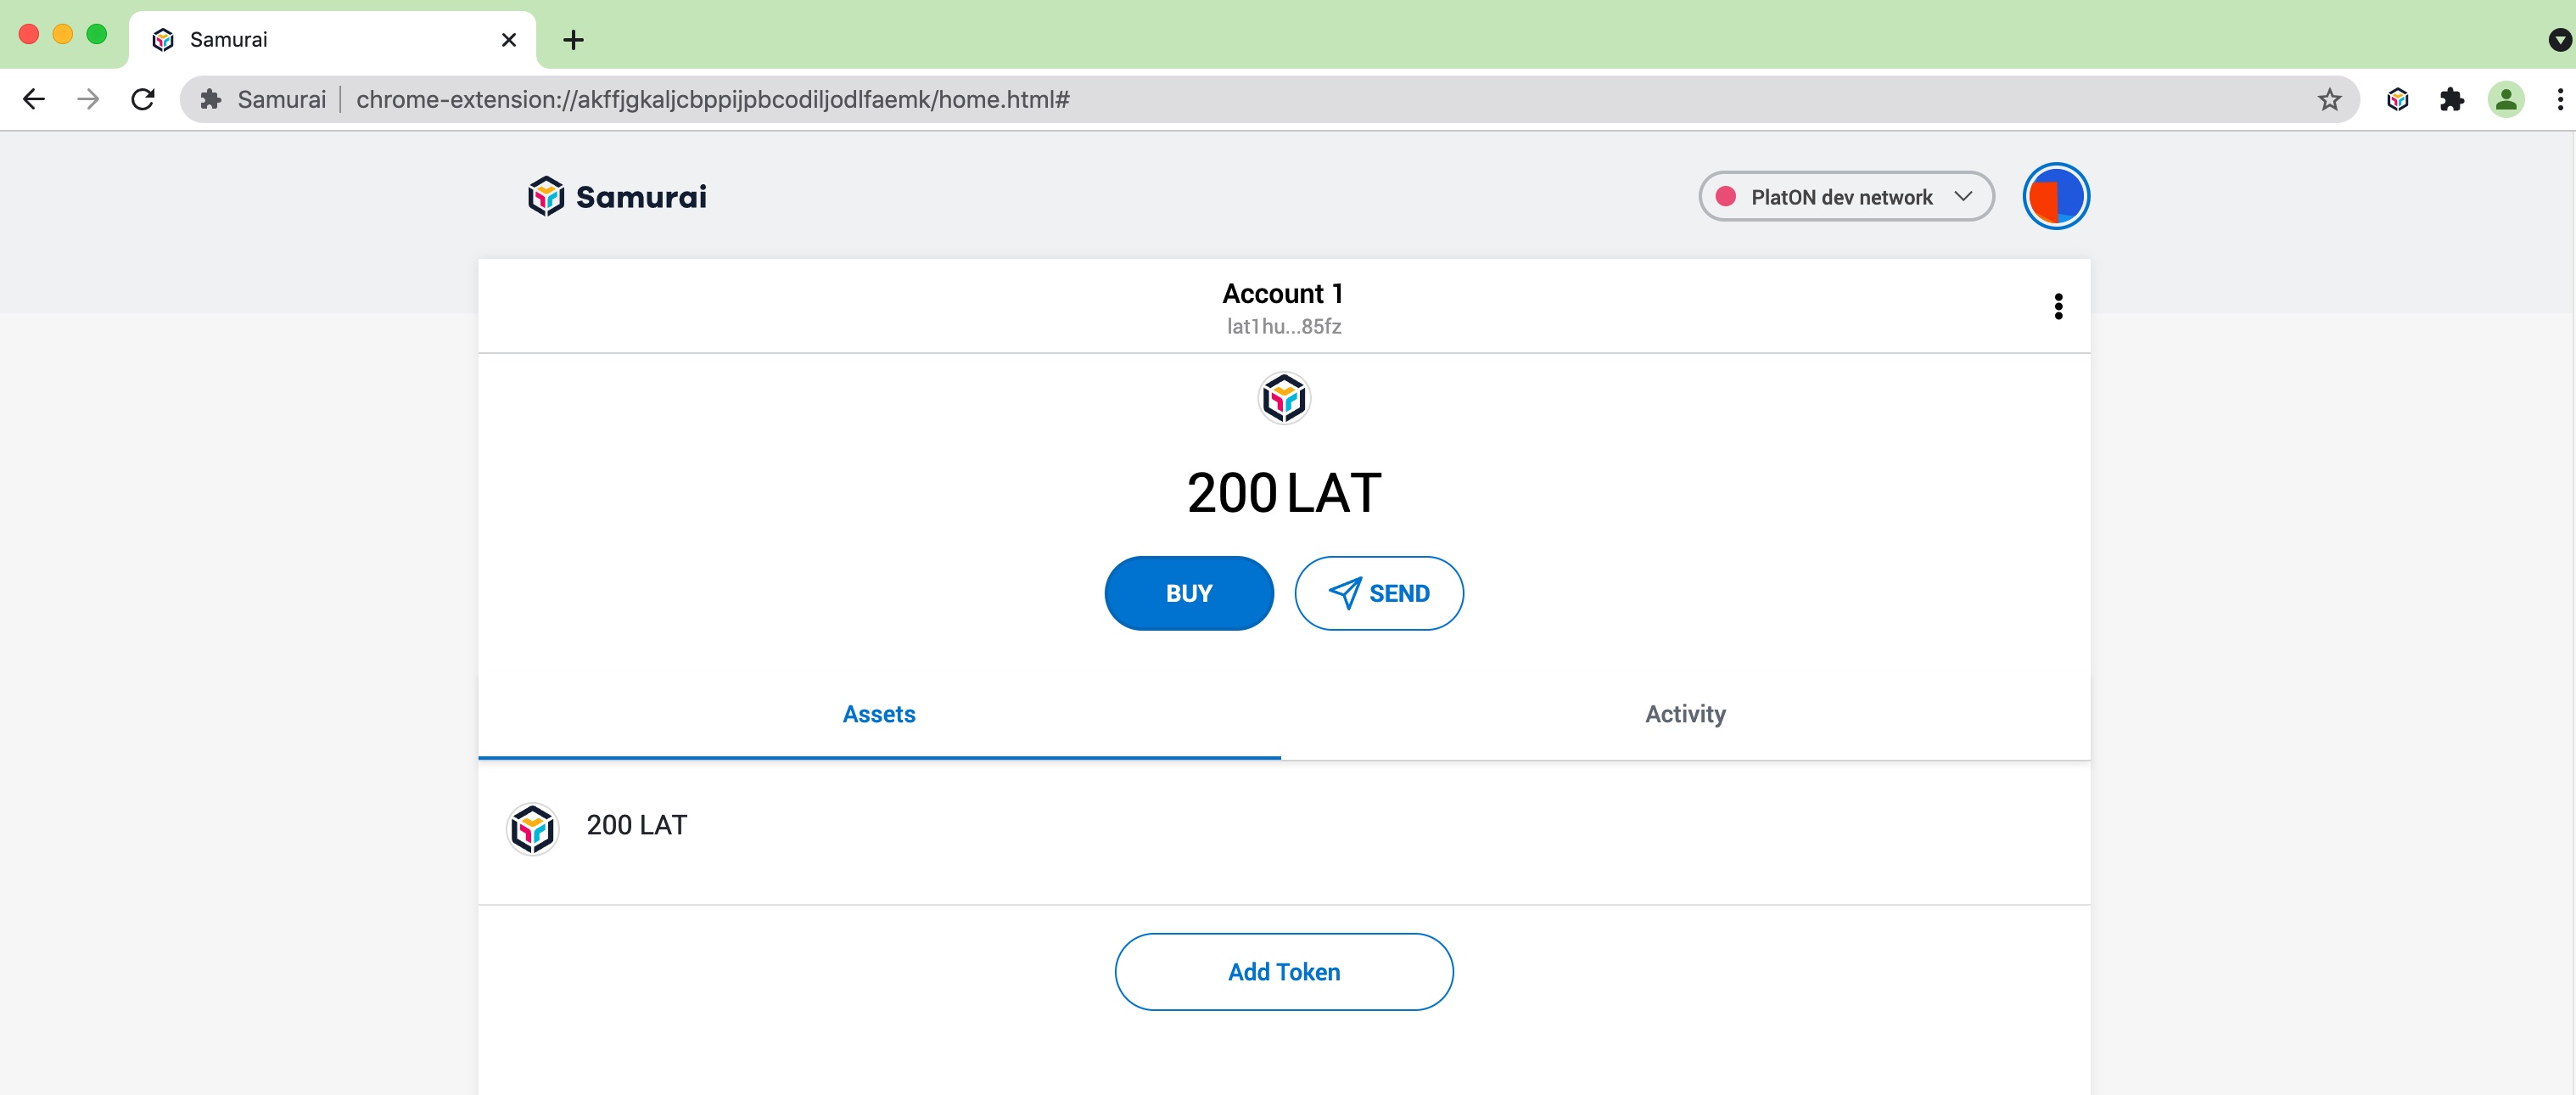 Samurai
Samurai | chrome-extension://akffjgkaljcbppijpbcodiljodlfaemk/home.html#
Samurai
PlatON dev network
Account 1
lat1hu...85fz
200 LAT
BUY
SEND
Assets
Activity
200 LAT
Add Token